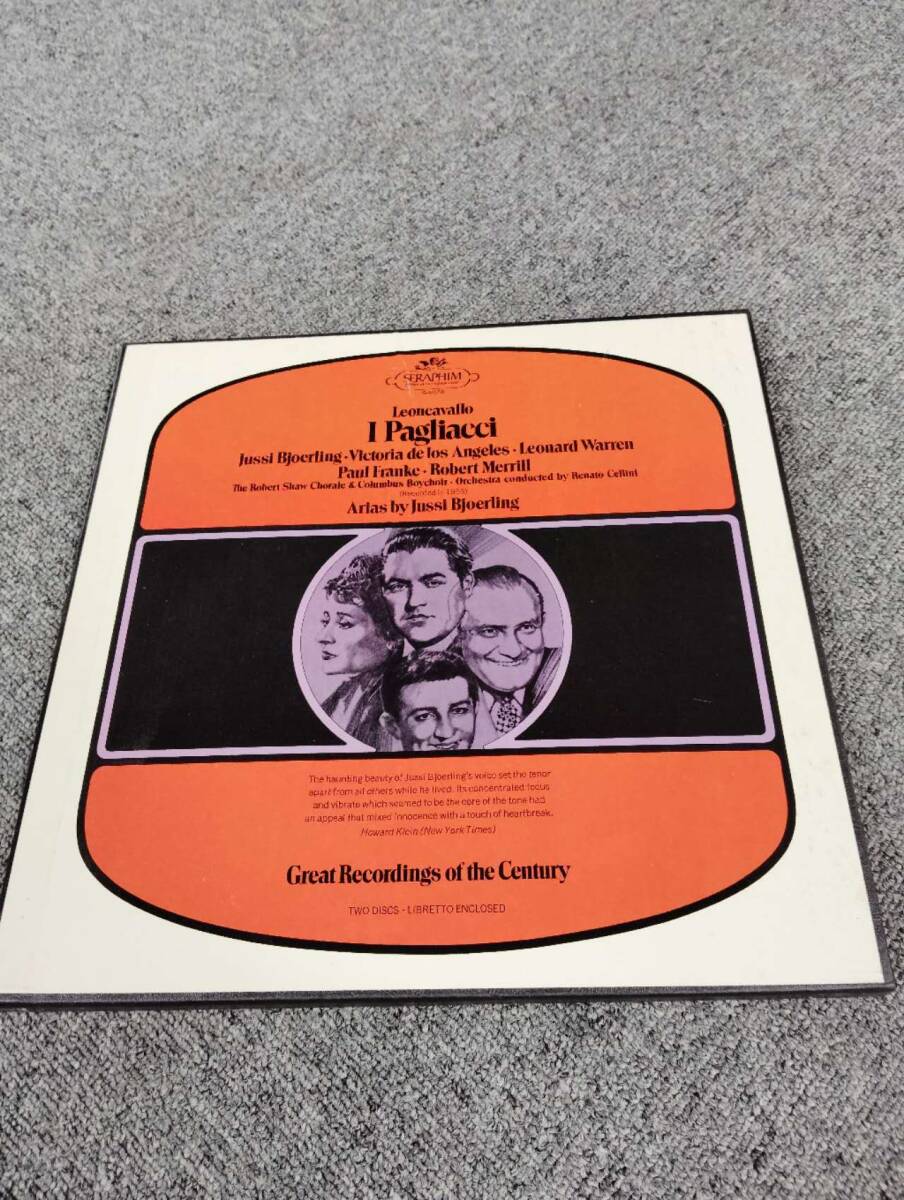 SERAPHIM
Leoncavallo
I Pagliacci
Jussi Bjoerling · Victoria de los Angeles · Leonard Warren
Paul Franke · Robert Merrill
The Robert Shaw Chorale & Columbus Boychoir · Orchestra conducted by Renato Cellini
(Recorded in 1953)
Arias by Jussi Bjoerling
The haunting beauty of Jussi Bjoerling's voice set the tenor
apart from all others while he lived. Its concentrated focus
and vibrato which seemed to be the core of the tone had
an appeal that mixed innocence with a touch of heartbreak.
Howard Klein (New York Times)
Great Recordings of the Century
TWO DISCS · LIBRETTO ENCLOSED